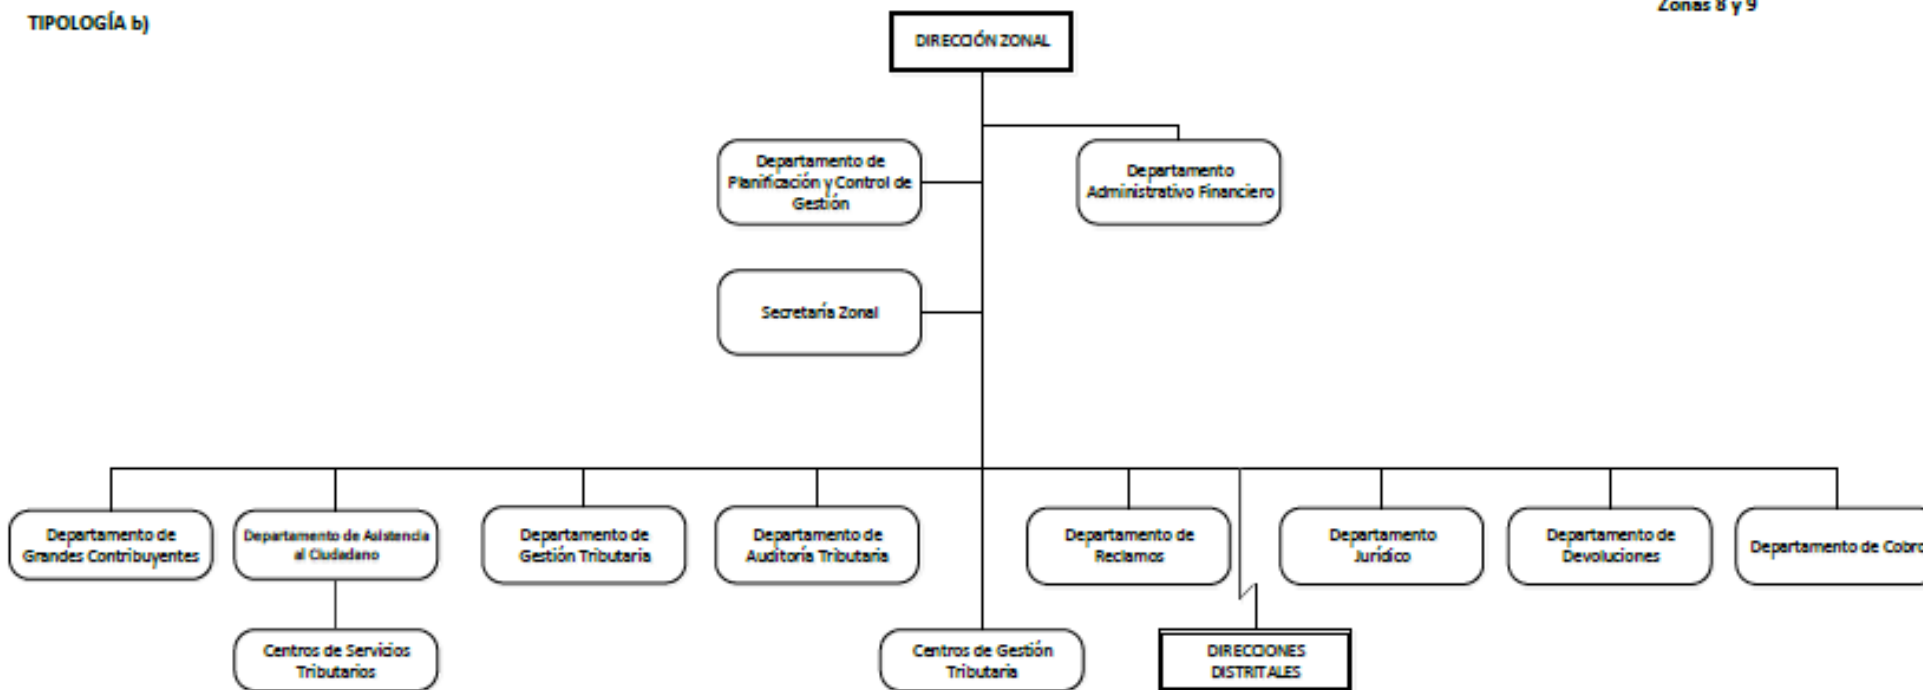 TIPOLOGÍA b)
Zonas 8 y 9
DIRECCIÓN ZONAL
Departamento de
Planificación y Control de
Gestión
Departamento
Administrativo Financiero
Secretaría Zonal
Departamento de
Grandes Contribuyentes
Departamento de Asistencia
al Ciudadano
Departamento de
Gestión Tributaria
Departamento de
Auditoría Tributaria
Departamento de
Reclamos
Departamento
Jurídico
Departamento de
Devoluciones
Departamento de Cobro
Centros de Servicios
Tributarios
Centros de Gestión
Tributaria
DIRECCIONES
DISTRITALES